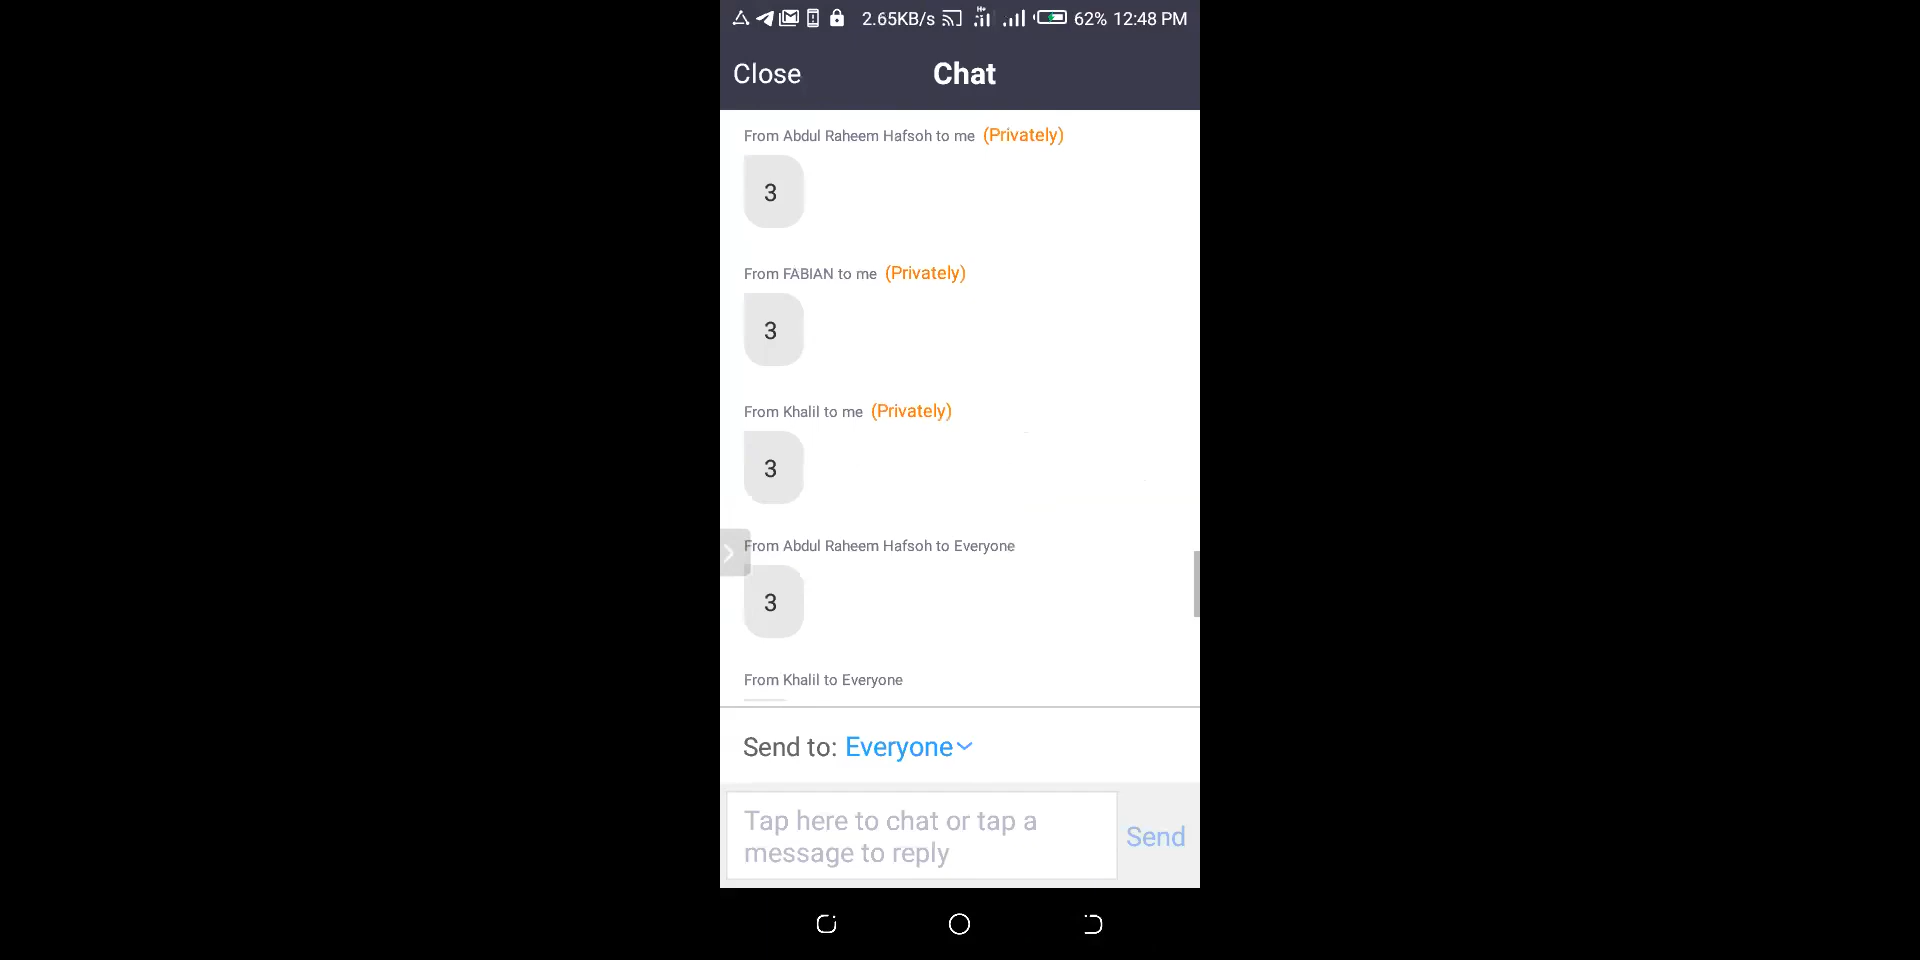 2.65KB/s H+ 62% 12:48 PM
Close Chat
From Abdul Raheem Hafsoh to me (Privately)
3
From FABIAN to me (Privately)
3
From Khalil to me (Privately)
3
From Abdul Raheem Hafsoh to Everyone
3
From Khalil to Everyone
Send to: Everyone
Tap here to chat or tap a
message to reply
Send